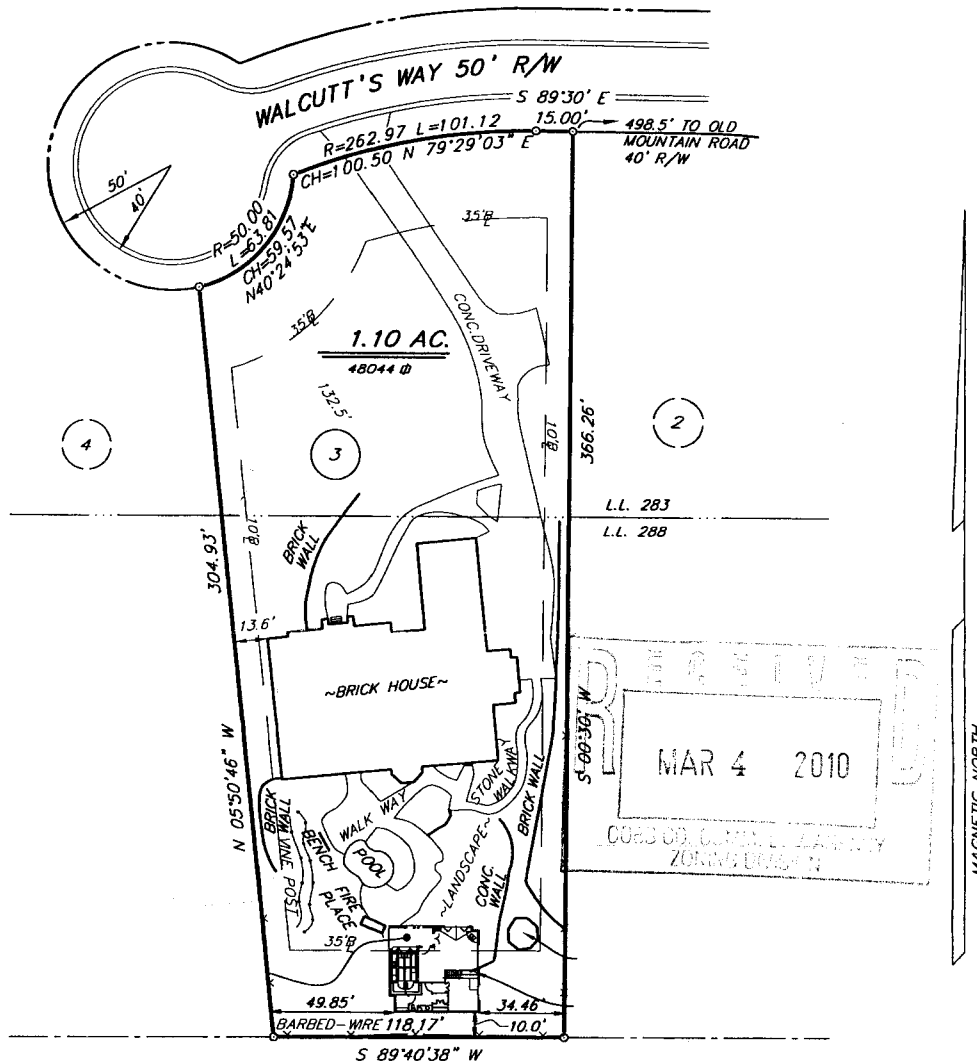 WALCUTT'S WAY 50' R/W
S 89°30' E
15.00'
498.5' TO OLD
MOUNTAIN ROAD
40' R/W
R=262.97 L=101.12
CH=100.50 N 79°29'03" E
50'
40'
R=50.00
L=63.81
CH=59.57
N40°24'53"E
35'B/L
35'B/L
CONC.DRIVEWAY
1.10 AC.
48044
132.5'
4
3
2
10'B/L
366.26'
L.L. 283
L.L. 288
BRICK
WALL
10'B/L
304.93'
13.6'
~BRICK HOUSE~
S 00°30' W
RECEIVED
MAR 4 2010
ZONING DIVISION
MAGNETIC NORTH
N 05°50'46" W
STONE
WALKWAY
BRICK WALL
WALK WAY
BRICK
WALL
VINE POST
BENCH
POOL
FIRE
PLACE
~LANDSCAPE~
CONC.
WALL
35'B/L
49.85'
34.46'
BARBED-WIRE 118.17'
10.0'
S 89°40'38" W